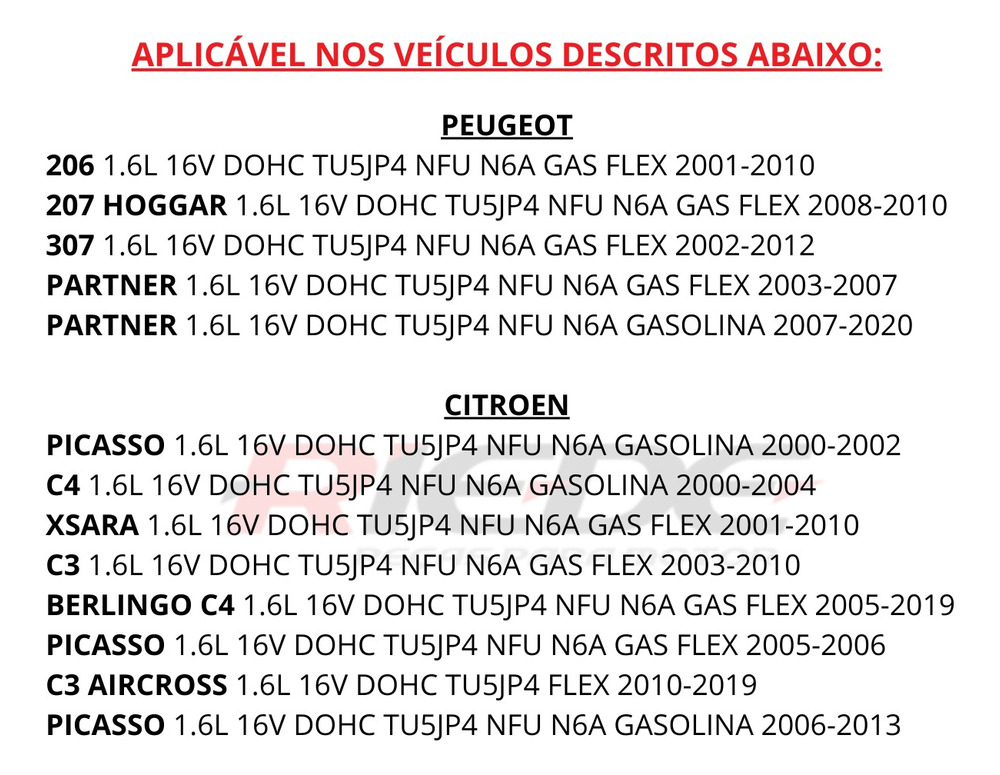 APLICÁVEL NOS VEÍCULOS DESCRITOS ABAIXO:
PEUGEOT
206 1.6L 16V DOHC TU5JP4 NFU N6A GAS FLEX 2001-2010
207 HOGGAR 1.6L 16V DOHC TU5JP4 NFU N6A GAS FLEX 2008-2010
307 1.6L 16V DOHC TU5JP4 NFU N6A GAS FLEX 2002-2012
PARTNER 1.6L 16V DOHC TU5JP4 NFU N6A GAS FLEX 2003-2007
PARTNER 1.6L 16V DOHC TU5JP4 NFU N6A GASOLINA 2007-2020
CITROEN
PICASSO 1.6L 16V DOHC TU5JP4 NFU N6A GASOLINA 2000-2002
C4 1.6L 16V DOHC TU5JP4 NFU N6A GASOLINA 2000-2004
XSARA 1.6L 16V DOHC TU5JP4 NFU N6A GAS FLEX 2001-2010
C3 1.6L 16V DOHC TU5JP4 NFU N6A GAS FLEX 2003-2010
BERLINGO C4 1.6L 16V DOHC TU5JP4 NFU N6A GAS FLEX 2005-2019
PICASSO 1.6L 16V DOHC TU5JP4 NFU N6A GAS FLEX 2005-2006
C3 AIRCROSS 1.6L 16V DOHC TU5JP4 FLEX 2010-2019
PICASSO 1.6L 16V DOHC TU5JP4 NFU N6A GASOLINA 2006-2013